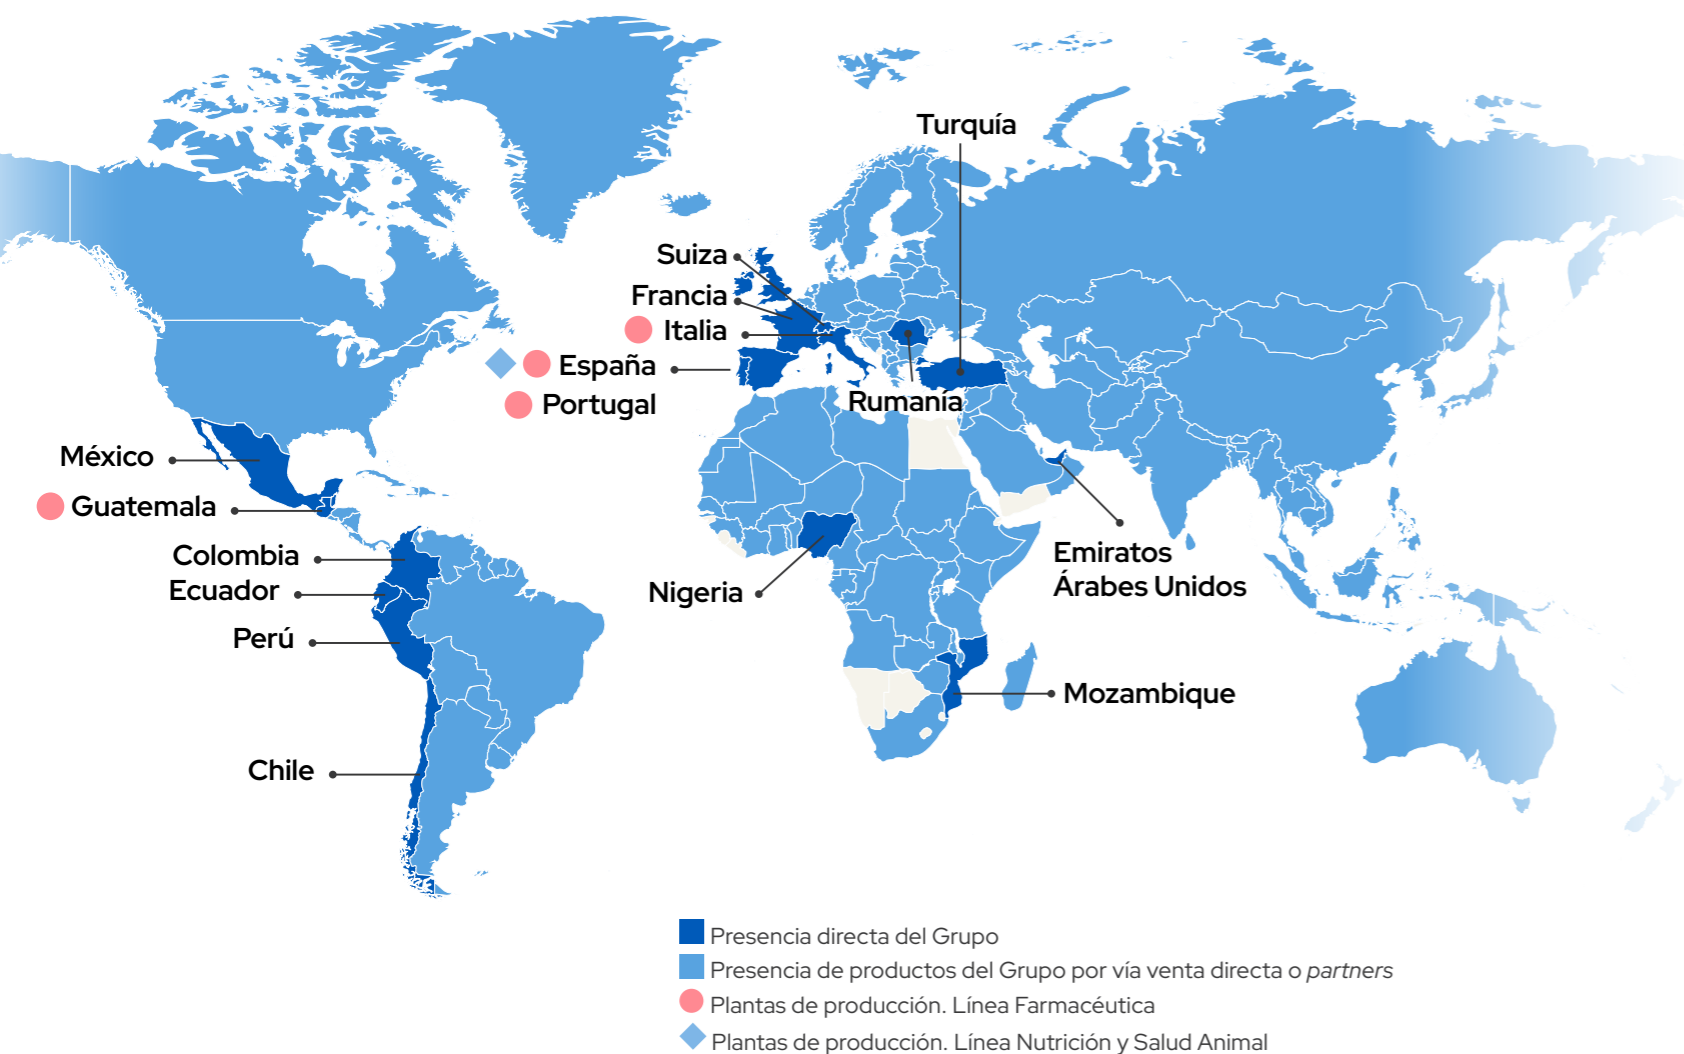 Turquía
Suiza
Francia
Italia
España
Portugal
Rumanía
México
Guatemala
Colombia
Ecuador
Perú
Chile
Nigeria
Emiratos
Árabes Unidos
Mozambique
Presencia directa del Grupo
Presencia de productos del Grupo por vía venta directa o partners
Plantas de producción. Línea Farmacéutica
Plantas de producción. Línea Nutrición y Salud Animal